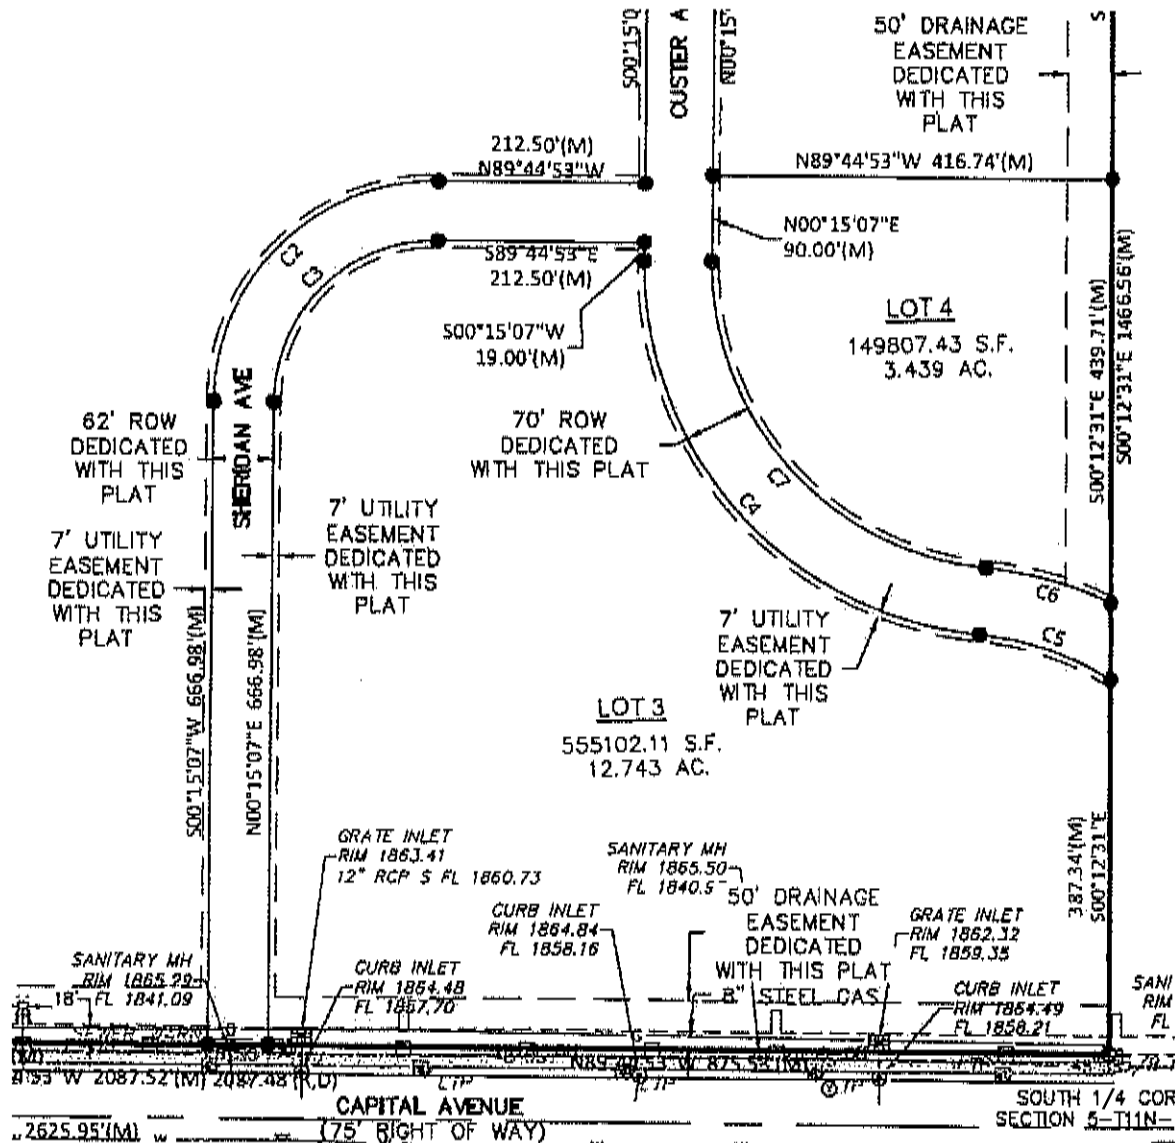 S00°15'0
CUSTER A
N00°15'
50' DRAINAGE
EASEMENT
DEDICATED
WITH THIS
PLAT
S
212.50'(M)
N89°44'53"W
N89°44'53"W 416.74'(M)
C2
C3
S89°44'53"E
212.50'(M)
N00°15'07"E
90.00'(M)
S00°15'07"W
19.00'(M)
LOT 4
149807.43 S.F.
3.439 AC.
S00°12'31"E 439.71'(M)
S00°12'31"E 1466.56'(M)
62' ROW
DEDICATED
WITH THIS
PLAT
SHERIDAN AVE
70' ROW
DEDICATED
WITH THIS PLAT
C7
C4
7' UTILITY
EASEMENT
DEDICATED
WITH THIS
PLAT
7' UTILITY
EASEMENT
DEDICATED
WITH THIS
PLAT
C6
C5
7' UTILITY
EASEMENT
DEDICATED
WITH THIS
PLAT
S00°15'07"W 666.98'(M)
N00°15'07"E 666.98'(M)
LOT 3
555102.11 S.F.
12.743 AC.
387.34'(M)
S00°12'31"E
GRATE INLET
RIM 1863.41
12" RCP S FL 1860.73
SANITARY MH
RIM 1865.50
FL 1840.5
CURB INLET
RIM 1864.84
FL 1858.16
50' DRAINAGE
EASEMENT
DEDICATED
WITH THIS PLAT
8" STEEL GAS
GRATE INLET
RIM 1862.32
FL 1859.35
SANITARY MH
RIM 1865.29
FL 1841.09
18'
CURB INLET
RIM 1864.48
FL 1857.70
CURB INLET
RIM 1864.49
FL 1858.21
SANI
RIM
FL
N89°44'53"W 875.53'(M)
"W 2087.52'(M) 2087.48'(R,D)
LTP
LTP
TP
CAPITAL AVENUE
(75' RIGHT OF WAY)
2625.95'(M)
SOUTH 1/4 COR
SECTION 5-T11N-